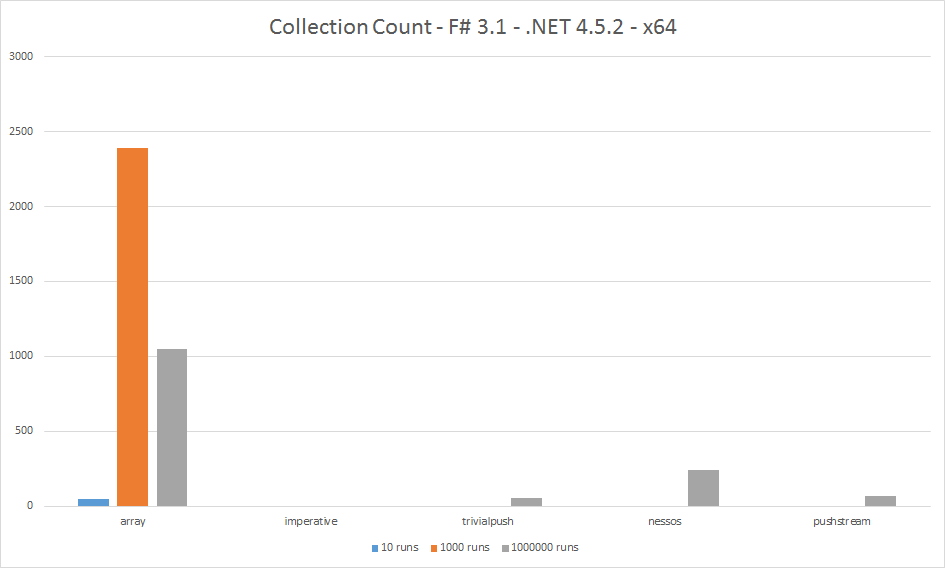 Collection Count - F# 3.1 - .NET 4.5.2 - x64
3000
2500
2000
1500
1000
500
0
array imperative trivialpush nessos pushstream
10 runs 1000 runs 1000000 runs